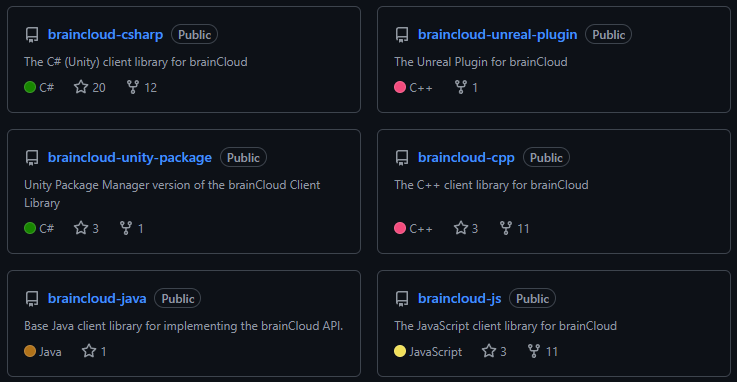 braincloud-csharp Public
The C# (Unity) client library for brainCloud
C# 20 12
braincloud-unreal-plugin Public
The Unreal Plugin for brainCloud
C++ 1
braincloud-unity-package Public
Unity Package Manager version of the brainCloud Client
Library
C# 3 1
braincloud-cpp Public
The C++ client library for brainCloud
C++ 3 11
braincloud-java Public
Base Java client library for implementing the brainCloud API.
Java 1
braincloud-js Public
The JavaScript client library for brainCloud
JavaScript 3 11